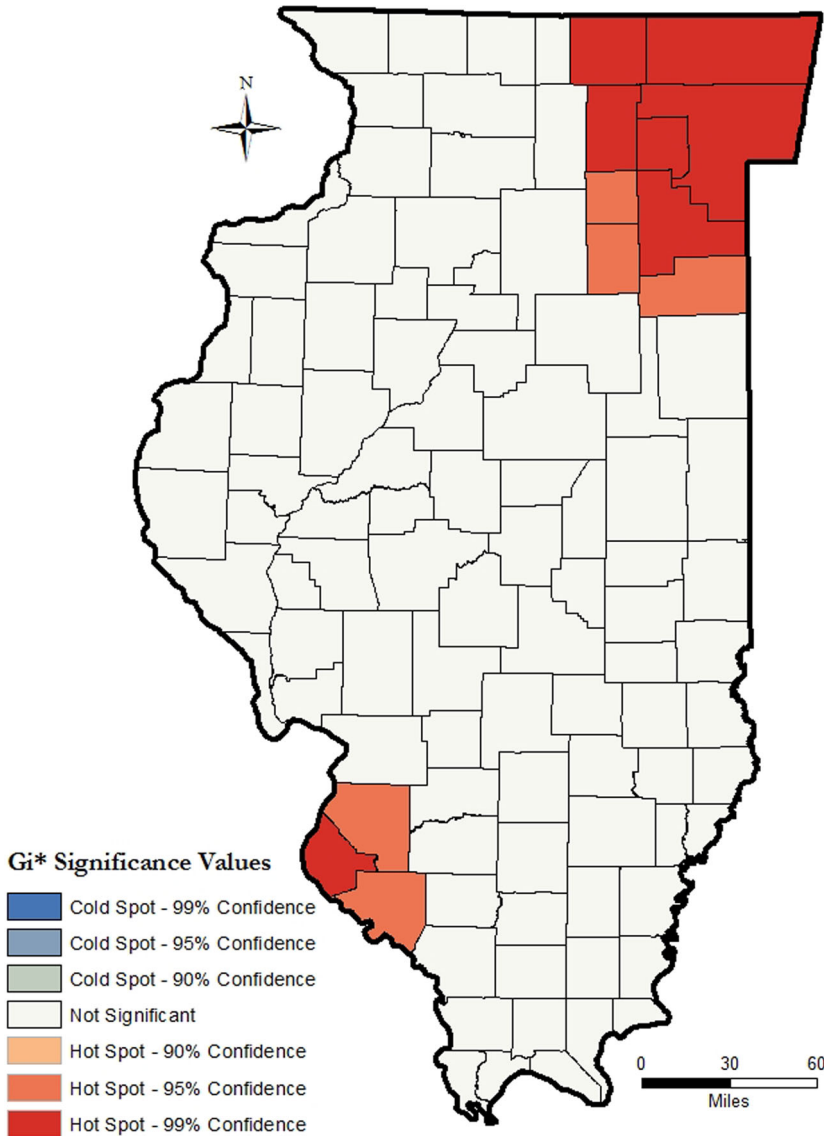 N
Gi* Significance Values
Cold Spot - 99% Confidence
Cold Spot - 95% Confidence
Cold Spot - 90% Confidence
Not Significant
Hot Spot - 90% Confidence
Hot Spot - 95% Confidence
Hot Spot - 99% Confidence
0 30 60
Miles